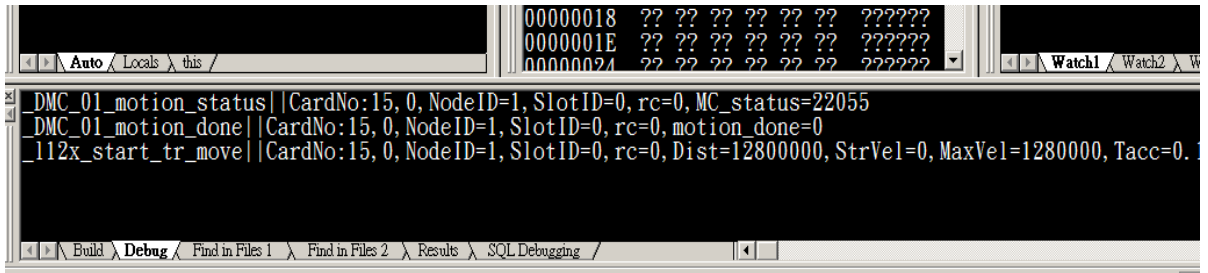 00000018 ?? ?? ?? ?? ?? ?? ??????
0000001E ?? ?? ?? ?? ?? ?? ??????
00000024 ?? ?? ?? ?? ?? ?? ??????
Auto Locals this
Watch1 Watch2
_DMC_01_motion_status||CardNo:15, 0, NodeID=1, SlotID=0, rc=0, MC_status=22055
_DMC_01_motion_done||CardNo:15, 0, NodeID=1, SlotID=0, rc=0, motion_done=0
_l12x_start_tr_move||CardNo:15, 0, NodeID=1, SlotID=0, rc=0, Dist=12800000, StrVel=0, MaxVel=1280000, Tacc=0.1
Build Debug Find in Files 1 Find in Files 2 Results SQL Debugging